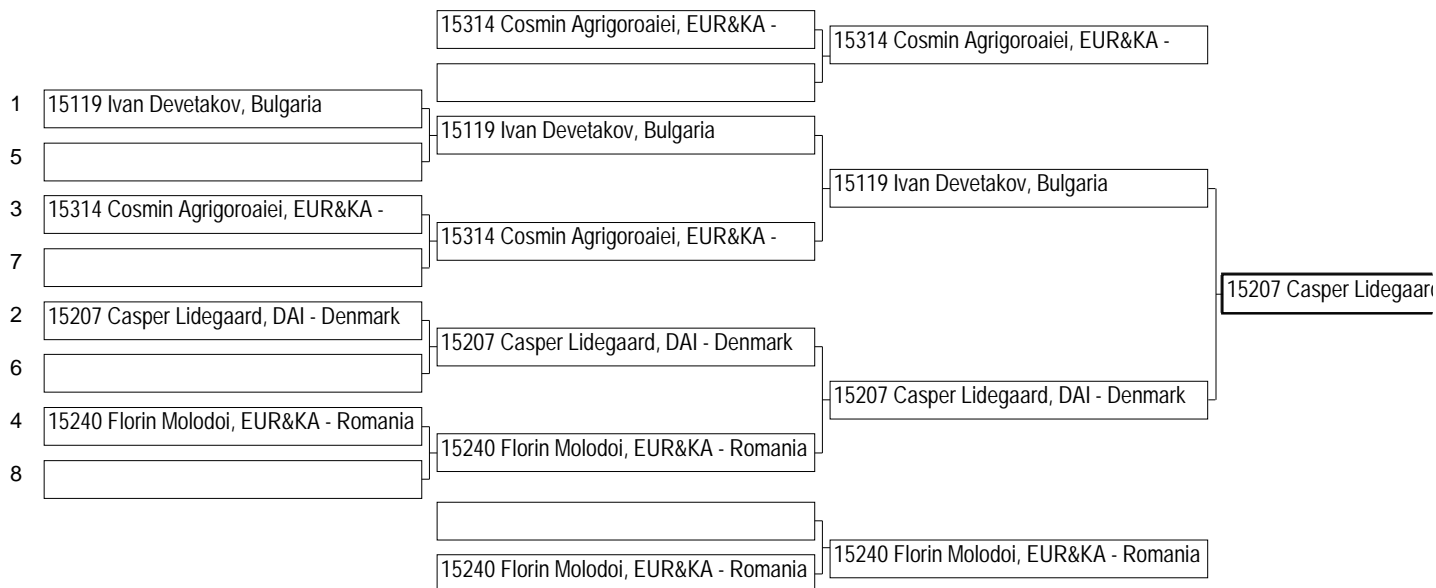 15314 Cosmin Agrigoroaiei, EUR&KA -
15314 Cosmin Agrigoroaiei, EUR&KA -
1 15119 Ivan Devetakov, Bulgaria
15119 Ivan Devetakov, Bulgaria
5
15119 Ivan Devetakov, Bulgaria
3 15314 Cosmin Agrigoroaiei, EUR&KA -
15314 Cosmin Agrigoroaiei, EUR&KA -
7
15207 Casper Lidegaard
2 15207 Casper Lidegaard, DAI - Denmark
15207 Casper Lidegaard, DAI - Denmark
6
15207 Casper Lidegaard, DAI - Denmark
4 15240 Florin Molodoi, EUR&KA - Romania
15240 Florin Molodoi, EUR&KA - Romania
8
15240 Florin Molodoi, EUR&KA - Romania
15240 Florin Molodoi, EUR&KA - Romania